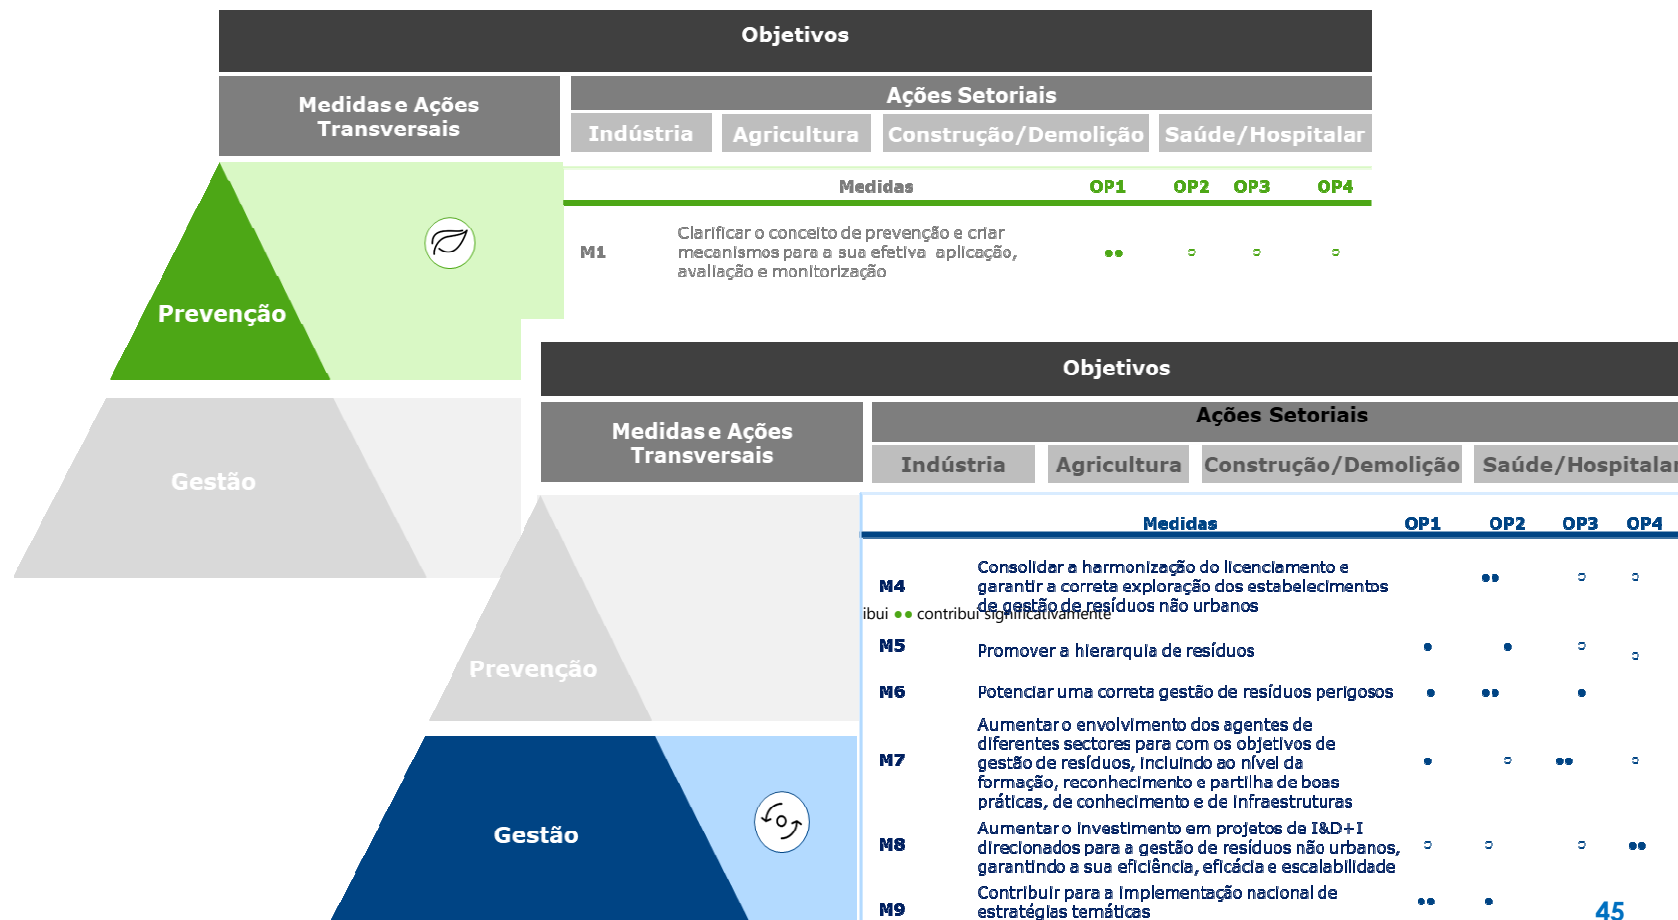 Objetivos
Medidas e Ações
Transversais
Ações Setoriais
Indústria Agricultura Construção/Demolição Saúde/Hospitalar
Medidas OP1 OP2 OP3 OP4
M1 Clarificar o conceito de prevenção e criar
mecanismos para a sua efetiva aplicação,
avaliação e monitorização
Prevenção
Gestão
Objetivos
Medidas e Ações
Transversais
Ações Setoriais
Indústria Agricultura Construção/Demolição Saúde/Hospitalar
Medidas OP1 OP2 OP3 OP4
M4 Consolidar a harmonização do licenciamento e
garantir a correta exploração dos estabelecimentos
de gestão de resíduos não urbanos
ibui •• contribui significativamente
M5 Promover a hierarquia de resíduos
M6 Potenciar uma correta gestão de resíduos perigosos
M7 Aumentar o envolvimento dos agentes de
diferentes sectores para com os objetivos de
gestão de resíduos, incluindo ao nível da
formação, reconhecimento e partilha de boas
práticas, de conhecimento e de infraestruturas
M8 Aumentar o investimento em projetos de I&D+I
direcionados para a gestão de resíduos não urbanos,
garantindo a sua eficiência, eficácia e escalabilidade
M9 Contribuir para a implementação nacional de
estratégias temáticas
Prevenção
Gestão
45